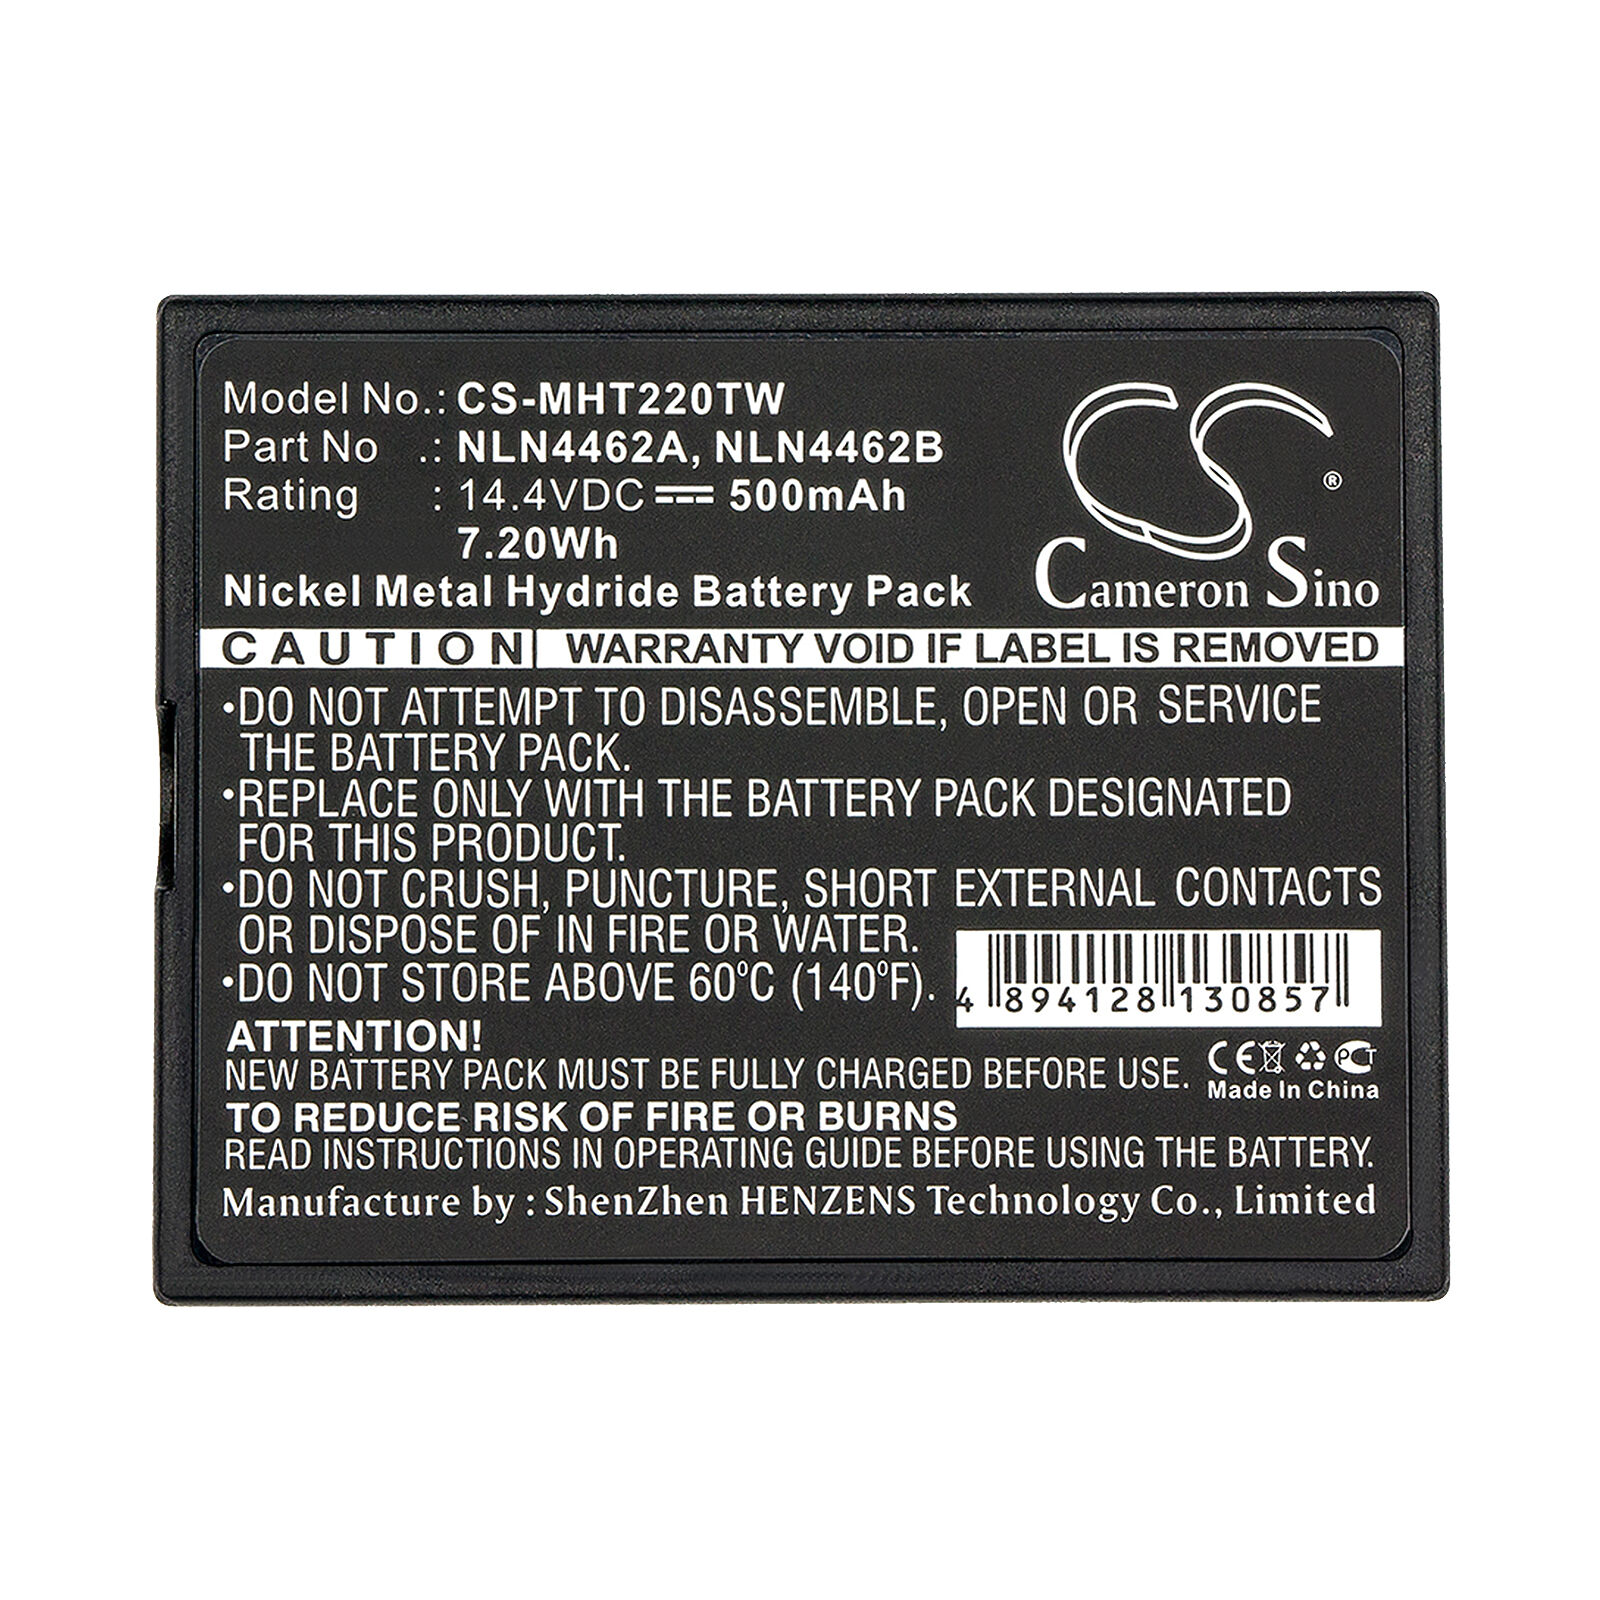 Model No.: CS-MHT220TW
Part No .: NLN4462A, NLN4462B
Rating : 14.4VDC 500mAh
7.20Wh
Nickel Metal Hydride Battery Pack
CS
®
Cameron Sino
CAUTION WARRANTY VOID IF LABEL IS REMOVED
•DO NOT ATTEMPT TO DISASSEMBLE, OPEN OR SERVICE
THE BATTERY PACK.
•REPLACE ONLY WITH THE BATTERY PACK DESIGNATED
FOR THIS PRODUCT.
•DO NOT CRUSH, PUNCTURE, SHORT EXTERNAL CONTACTS
OR DISPOSE OF IN FIRE OR WATER.
•DO NOT STORE ABOVE 60°C (140°F).
4 894128 130857
ATTENTION!
NEW BATTERY PACK MUST BE FULLY CHARGED BEFORE USE.
CE PCT
Made In China
TO REDUCE RISK OF FIRE OR BURNS
READ INSTRUCTIONS IN OPERATING GUIDE BEFORE USING THE BATTERY.
Manufacture by : ShenZhen HENZENS Technology Co., Limited